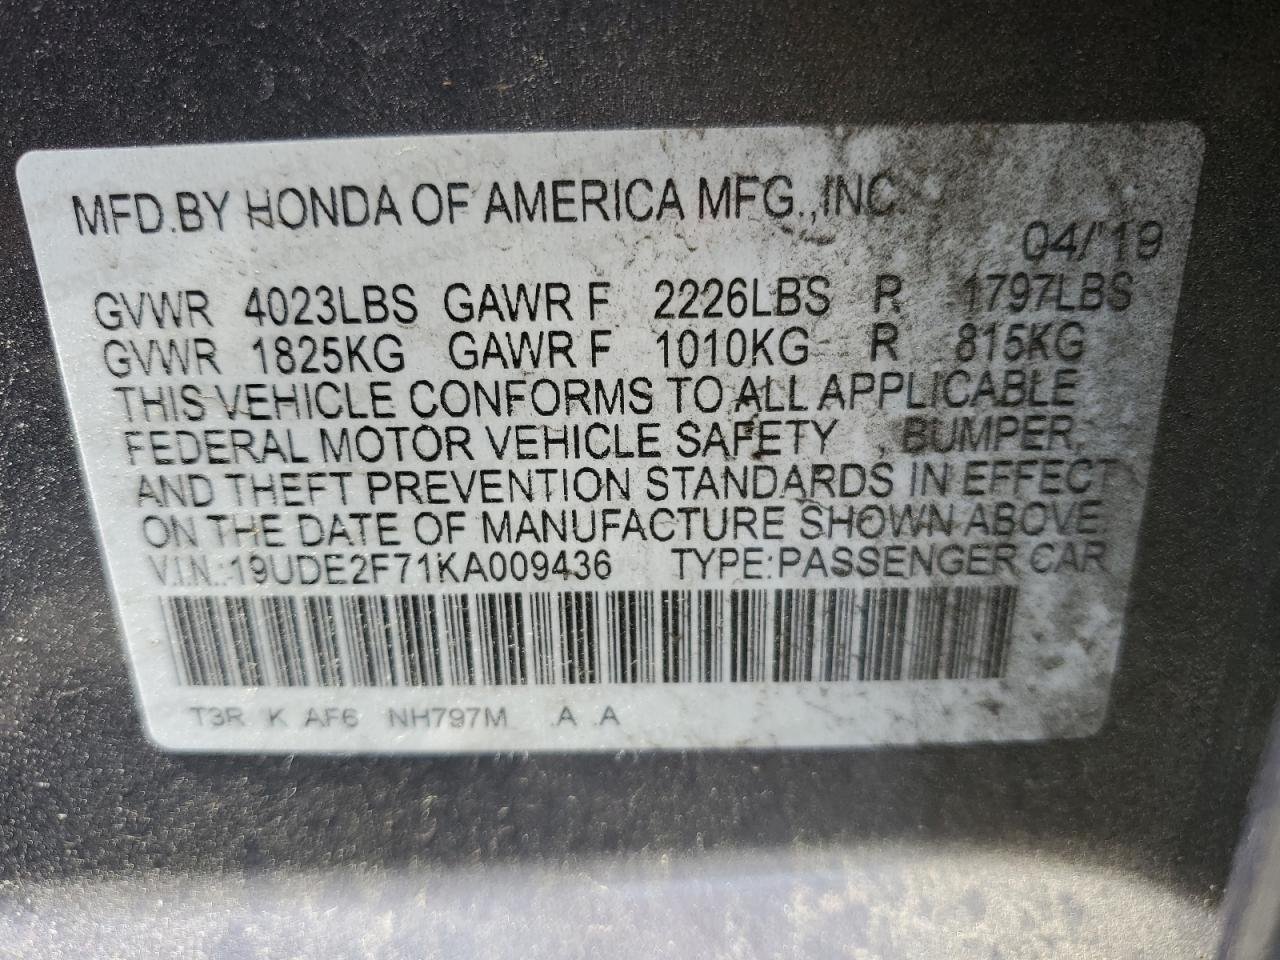 MFD.BY HONDA OF AMERICA MFG.,INC.
04/19
GVWR 4023LBS GAWR F 2226LBS R 1797LBS
GVWR 1825KG GAWR F 1010KG R 815KG
THIS VEHICLE CONFORMS TO ALL APPLICABLE
FEDERAL MOTOR VEHICLE SAFETY , BUMPER,
AND THEFT PREVENTION STANDARDS IN EFFECT
ON THE DATE OF MANUFACTURE SHOWN ABOVE
V.I.N.:19UDE2F71KA009436 TYPE:PASSENGER CAR
T3R K AF6 NH797M .A .A